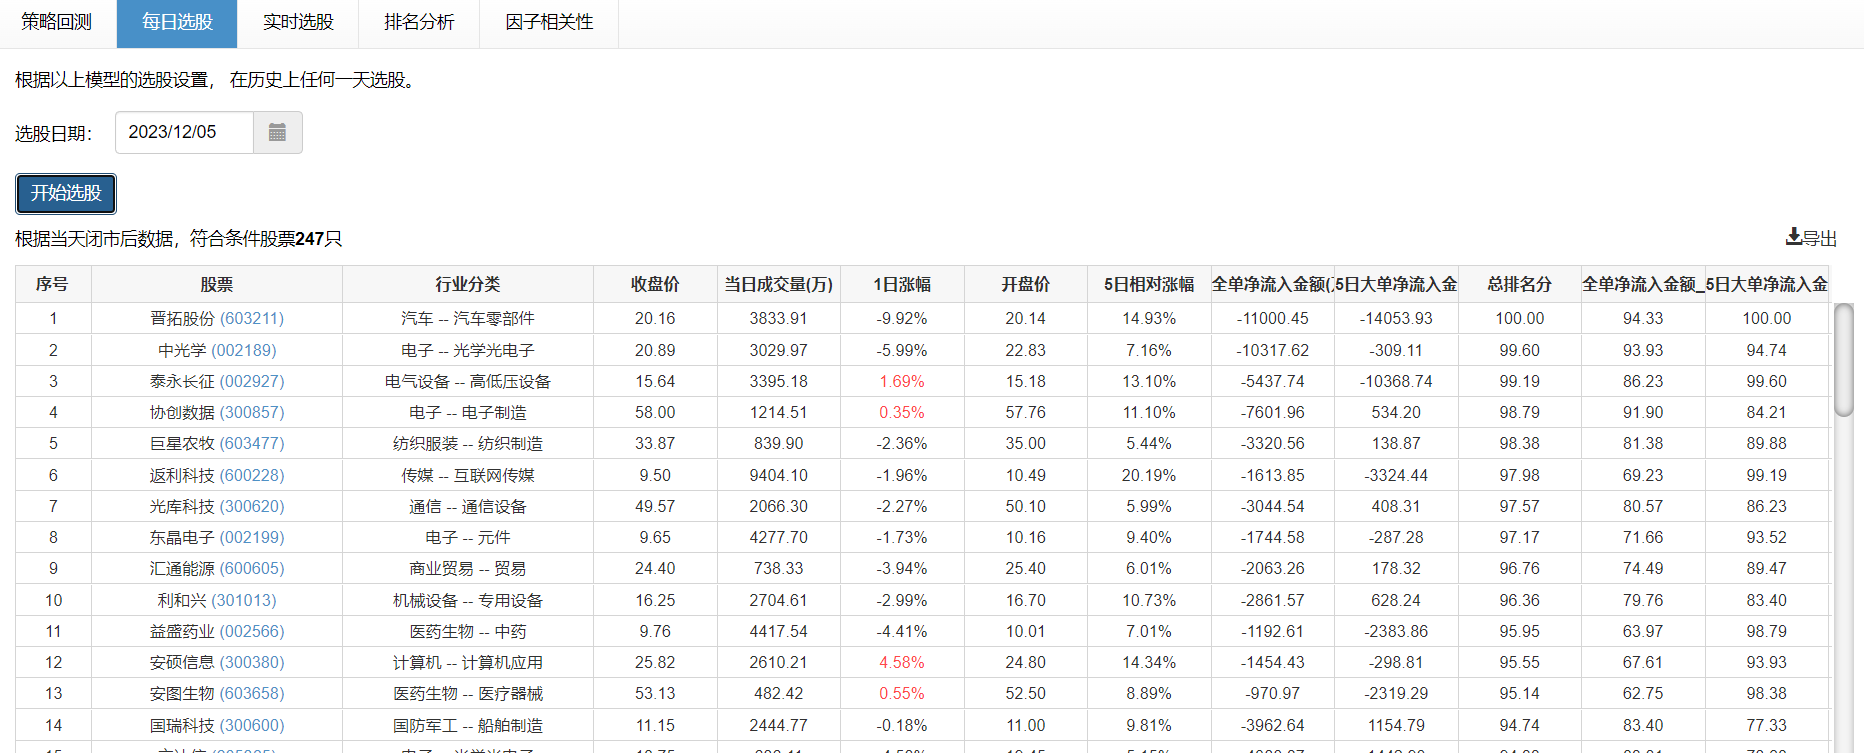 策略回测 每日选股 实时选股 排名分析 因子相关性
根据以上模型的选股设置， 在历史上任何一天选股。
选股日期： 2023/12/05
开始选股
根据当天闭市后数据，符合条件股票247只 导出
序号 股票 行业分类 收盘价 当日成交量(万) 1日涨幅 开盘价 5日相对涨幅 全单净流入金额( 5日大单净流入金 总排名分 全单净流入金额_ 5日大单净流入金
1 晋拓股份 (603211) 汽车 -- 汽车零部件 20.16 3833.91 -9.92% 20.14 14.93% -11000.45 -14053.93 100.00 94.33 100.00
2 中光学 (002189) 电子 -- 光学光电子 20.89 3029.97 -5.99% 22.83 7.16% -10317.62 -309.11 99.60 93.93 94.74
3 泰永长征 (002927) 电气设备 -- 高低压设备 15.64 3395.18 1.69% 15.18 13.10% -5437.74 -10368.74 99.19 86.23 99.60
4 协创数据 (300857) 电子 -- 电子制造 58.00 1214.51 0.35% 57.76 11.10% -7601.96 534.20 98.79 91.90 84.21
5 巨星农牧 (603477) 纺织服装 -- 纺织制造 33.87 839.90 -2.36% 35.00 5.44% -3320.56 138.87 98.38 81.38 89.88
6 返利科技 (600228) 传媒 -- 互联网传媒 9.50 9404.10 -1.96% 10.49 20.19% -1613.85 -3324.44 97.98 69.23 99.19
7 光库科技 (300620) 通信 -- 通信设备 49.57 2066.30 -2.27% 50.10 5.99% -3044.54 408.31 97.57 80.57 86.23
8 东晶电子 (002199) 电子 -- 元件 9.65 4277.70 -1.73% 10.16 9.40% -1744.58 -287.28 97.17 71.66 93.52
9 汇通能源 (600605) 商业贸易 -- 贸易 24.40 738.33 -3.94% 25.40 6.01% -2063.26 178.32 96.76 74.49 89.47
10 利和兴 (301013) 机械设备 -- 专用设备 16.25 2704.61 -2.99% 16.70 10.73% -2861.57 628.24 96.36 79.76 83.40
11 益盛药业 (002566) 医药生物 -- 中药 9.76 4417.54 -4.41% 10.01 7.01% -1192.61 -2383.86 95.95 63.97 98.79
12 安硕信息 (300380) 计算机 -- 计算机应用 25.82 2610.21 4.58% 24.80 14.34% -1454.43 -298.81 95.55 67.61 93.93
13 安图生物 (603658) 医药生物 -- 医疗器械 53.13 482.42 0.55% 52.50 8.89% -970.97 -2319.29 95.14 62.75 98.38
14 国瑞科技 (300600) 国防军工 -- 船舶制造 11.15 2444.77 -0.18% 11.00 9.81% -3962.64 1154.79 94.74 83.40 77.33